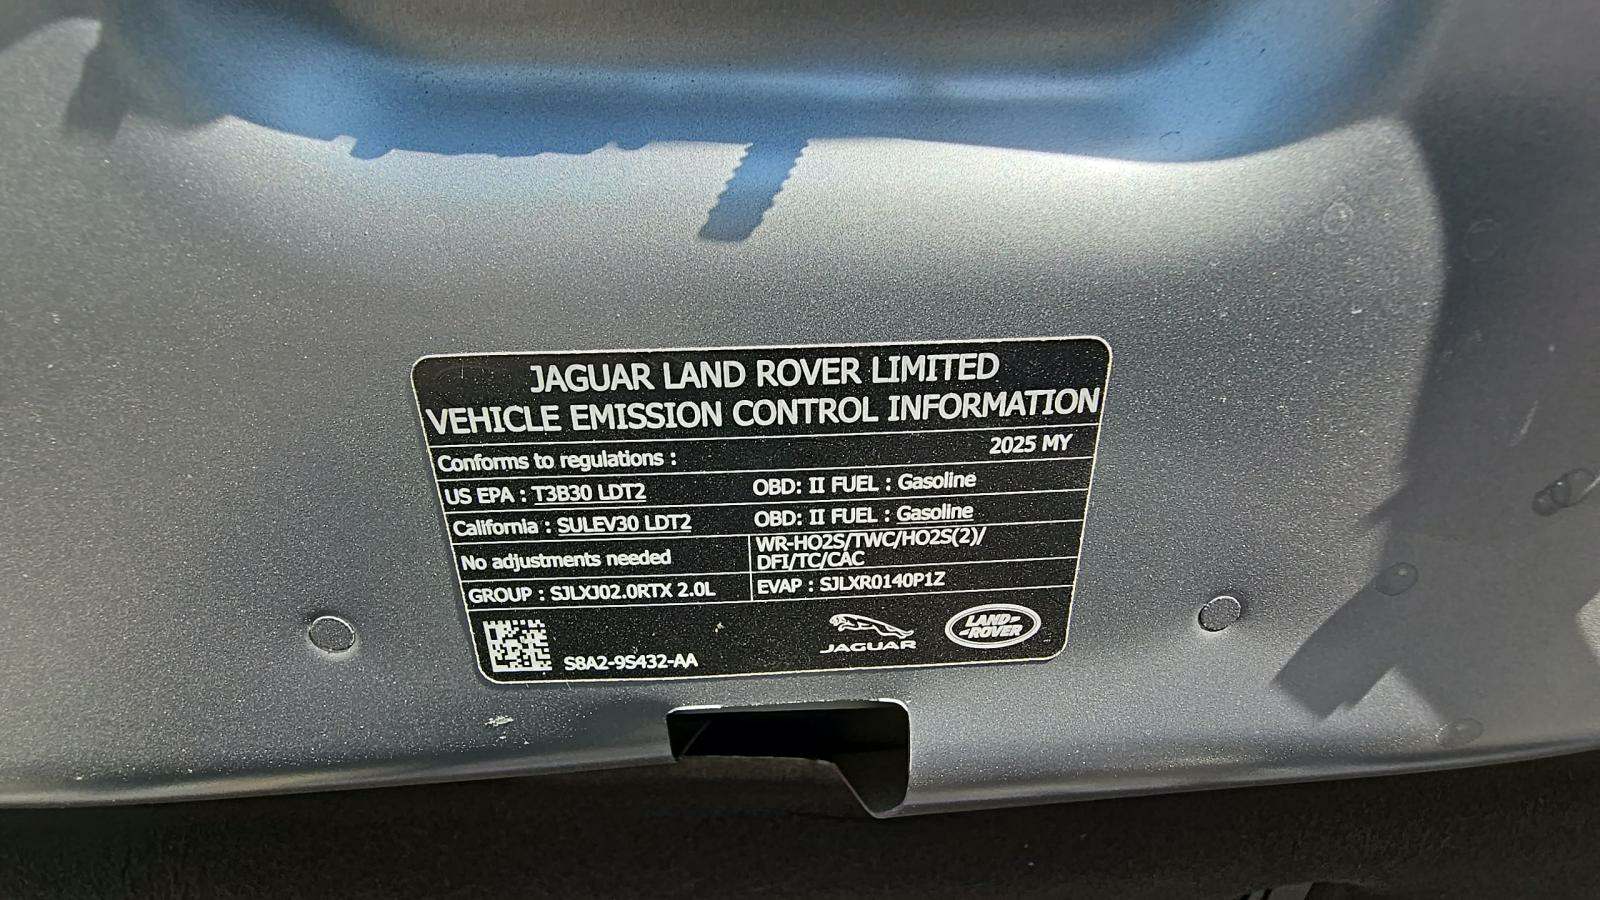 JAGUAR LAND ROVER LIMITED
VEHICLE EMISSION CONTROL INFORMATION
Conforms to regulations :
2025 MY
US EPA : T3B30 LDT2
OBD: II FUEL : Gasoline
California : SULEV30 LDT2
OBD: II FUEL : Gasoline
No adjustments needed
WR-HO2S/TWC/HO2S(2)/
DFI/TC/CAC
GROUP : SJLXJ02.0RTX 2.0L
EVAP : SJLXR0140P1Z
S8A2-9S432-AA
JAGUAR
LAND-
-ROVER